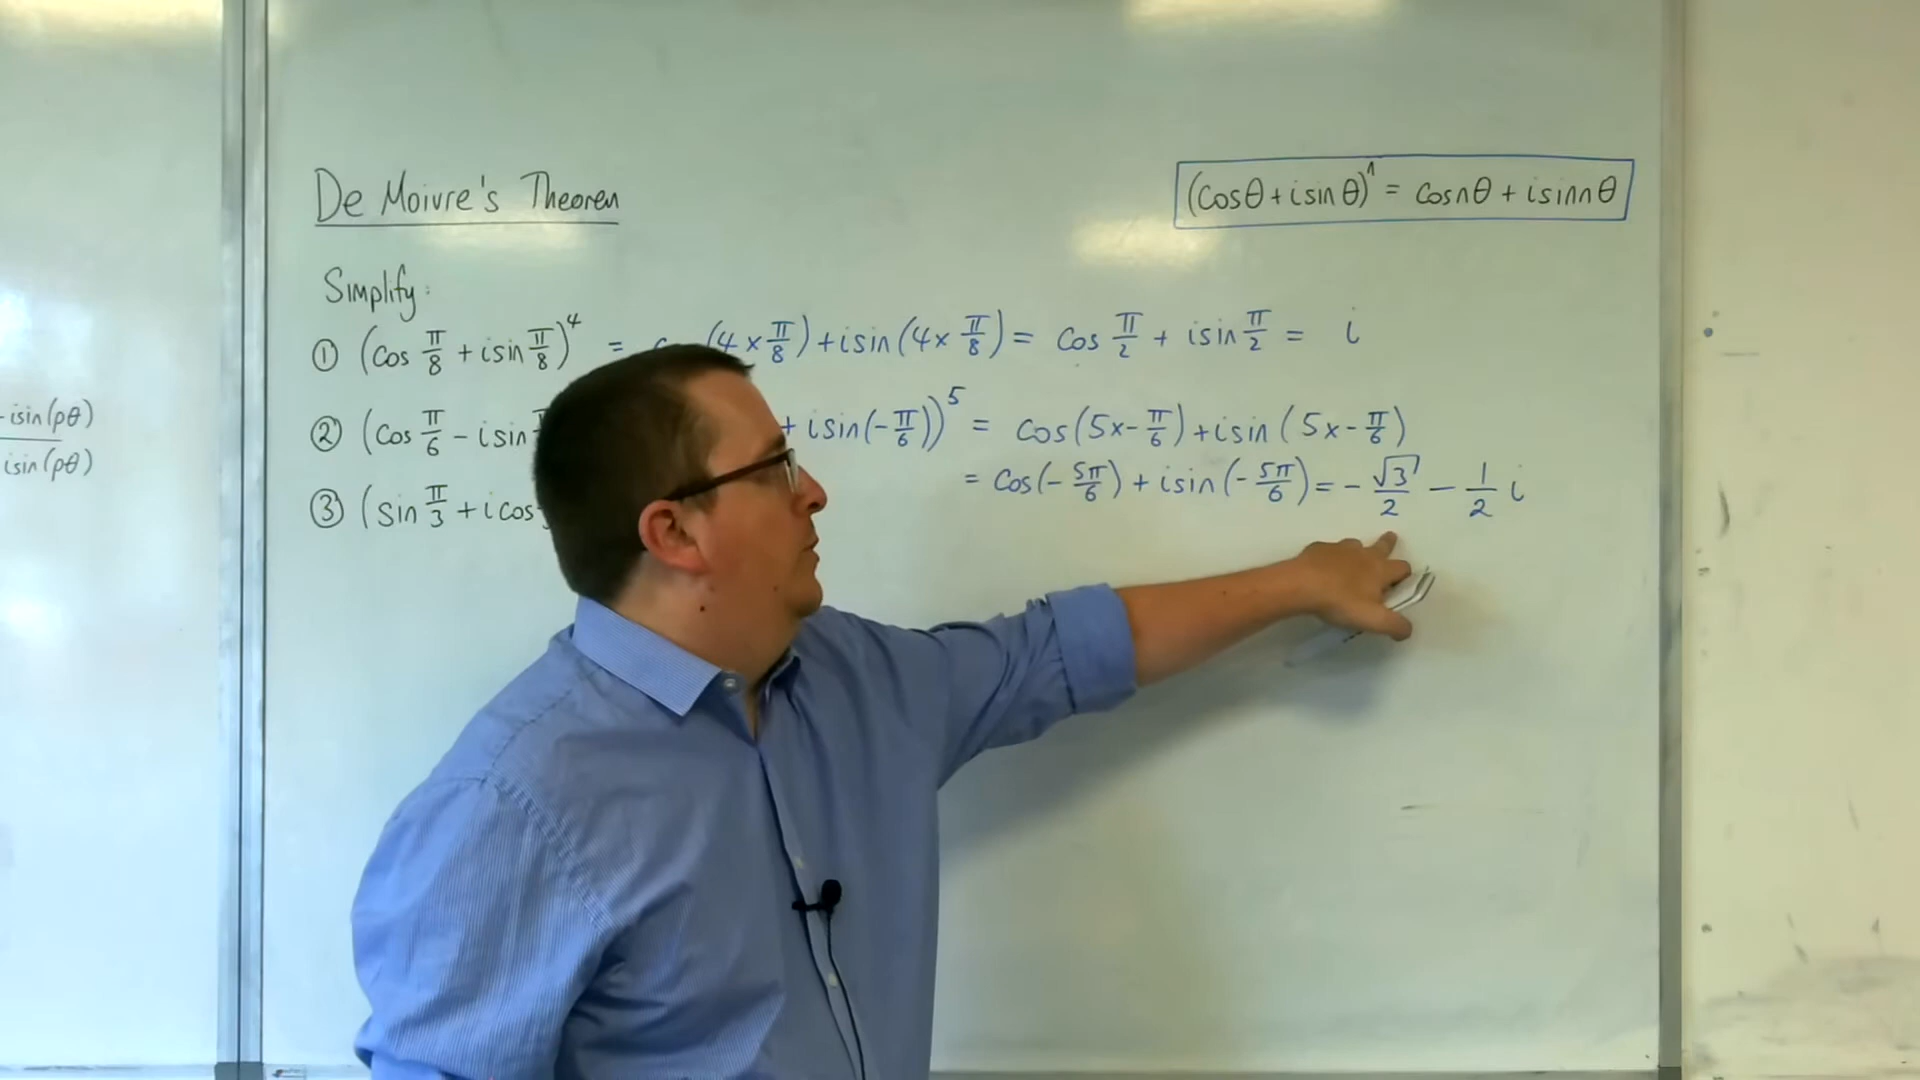 De Moivre's Theorem
(cosθ + isinθ)ⁿ = cosnθ + isinnθ
Simplify:
① (cos π/8 + isin π/8)⁴ = (4 × π/8) + isin(4 × π/8) = cos π/2 + isin π/2 = i
② (cos π/6 - isin + isin(-π/6))⁵ = cos(5x-π/6) + isin(5x-π/6)
= cos(-5π/6) + isin(-5π/6) = -√3/2 - 1/2 i
③ (sin π/3 + i cos
isin(pθ)
isin(pθ)